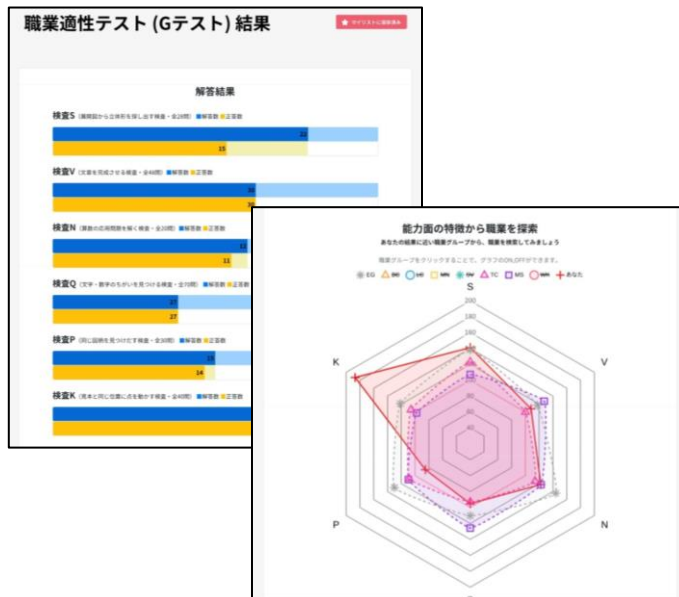 職業適性テスト (Gテスト) 結果
★ マイリストに保存済み
解答結果
検査S (展開図から立体形を探し出す検査・全28問) ■解答数 ■正答数
22
15
検査V (文章を完成させる検査・全48問) ■解答数 ■正答数
30
検査N (算数の応用問題を解く検査・全20問) ■解答数 ■正答数
12
11
検査Q (文字・数字のちがいを見つける検査・全70問) ■解答数
27
27
検査P (同じ図柄を見つけだす検査・全30問) ■解答数 ■正答数
15
14
検査K (見本と同じ位置に点を動かす検査・全40問) ■解答数 ■正答数
能力面の特徴から職業を探索
あなたの結果に近い職業グループから、職業を検索してみましょう
職業グループをクリックすることで、グラフのON,OFFができます。
EG TC MS あなた
S
200
180
160
K
V
80
60
40
P
N